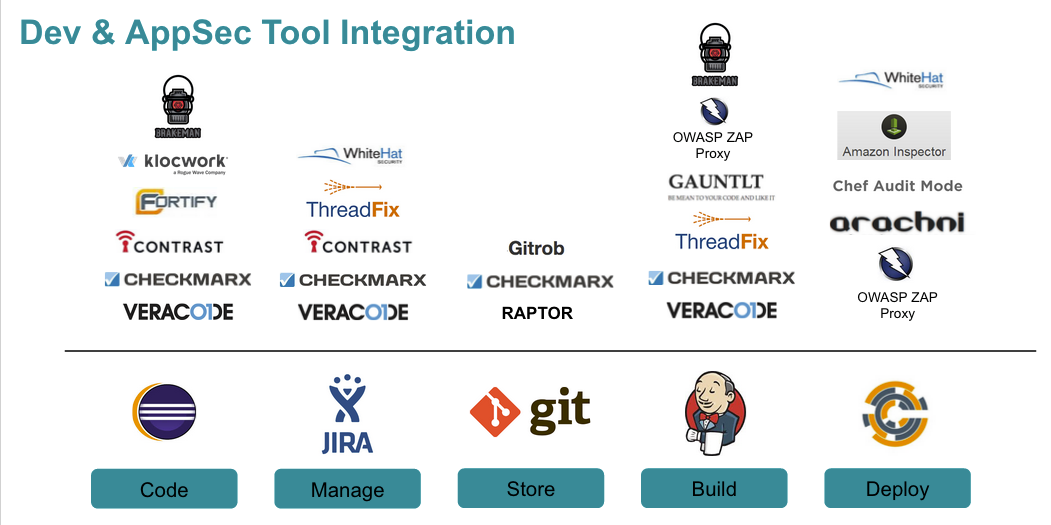 Dev & AppSec Tool Integration
BRAKEMAN
klocwork
a Rogue Wave Company
FORTIFY
CONTRAST
CHECKMARX
VERACODE
WhiteHat
SECURITY
ThreadFix
CONTRAST
CHECKMARX
VERACODE
Gitrob
CHECKMARX
RAPTOR
BRAKEMAN
OWASP ZAP
Proxy
GAUNTLT
BE MEAN TO YOUR CODE AND LIKE IT
ThreadFix
CHECKMARX
VERACODE
WhiteHat
SECURITY
Amazon Inspector
Chef Audit Mode
arachni
OWASP ZAP
Proxy
JIRA
git
Code
Manage
Store
Build
Deploy